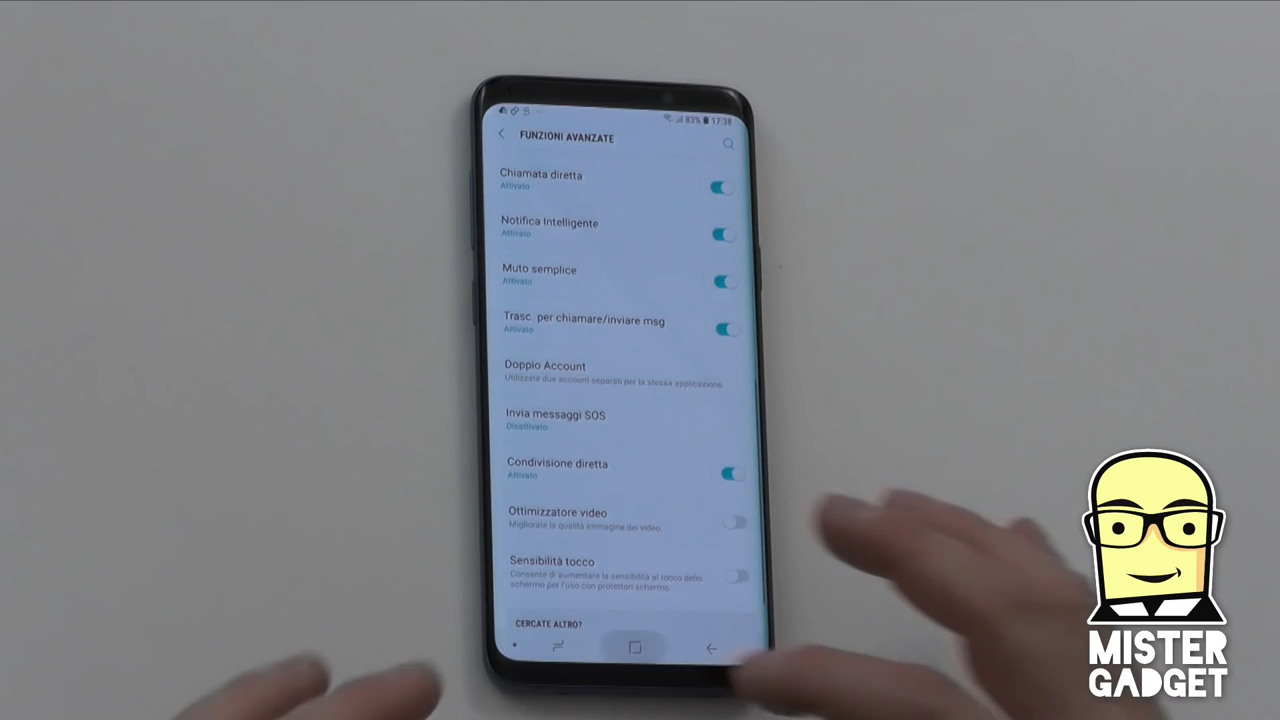 83% 17:38
FUNZIONI AVANZATE
Chiamata diretta
Attivato
Notifica Intelligente
Attivato
Muto semplice
Attivato
Trasc. per chiamare/inviare msg
Attivato
Doppio Account
Utilizzate due account separati per la stessa applicazione.
Invia messaggi SOS
Disattivato
Condivisione diretta
Attivato
Ottimizzatore video
Migliorate la qualità immagine dei video.
Sensibilità tocco
Consente di aumentare la sensibilità al tocco dello
schermo per l'uso con protettori schermo.
CERCATE ALTRO?
MISTER
GADGET